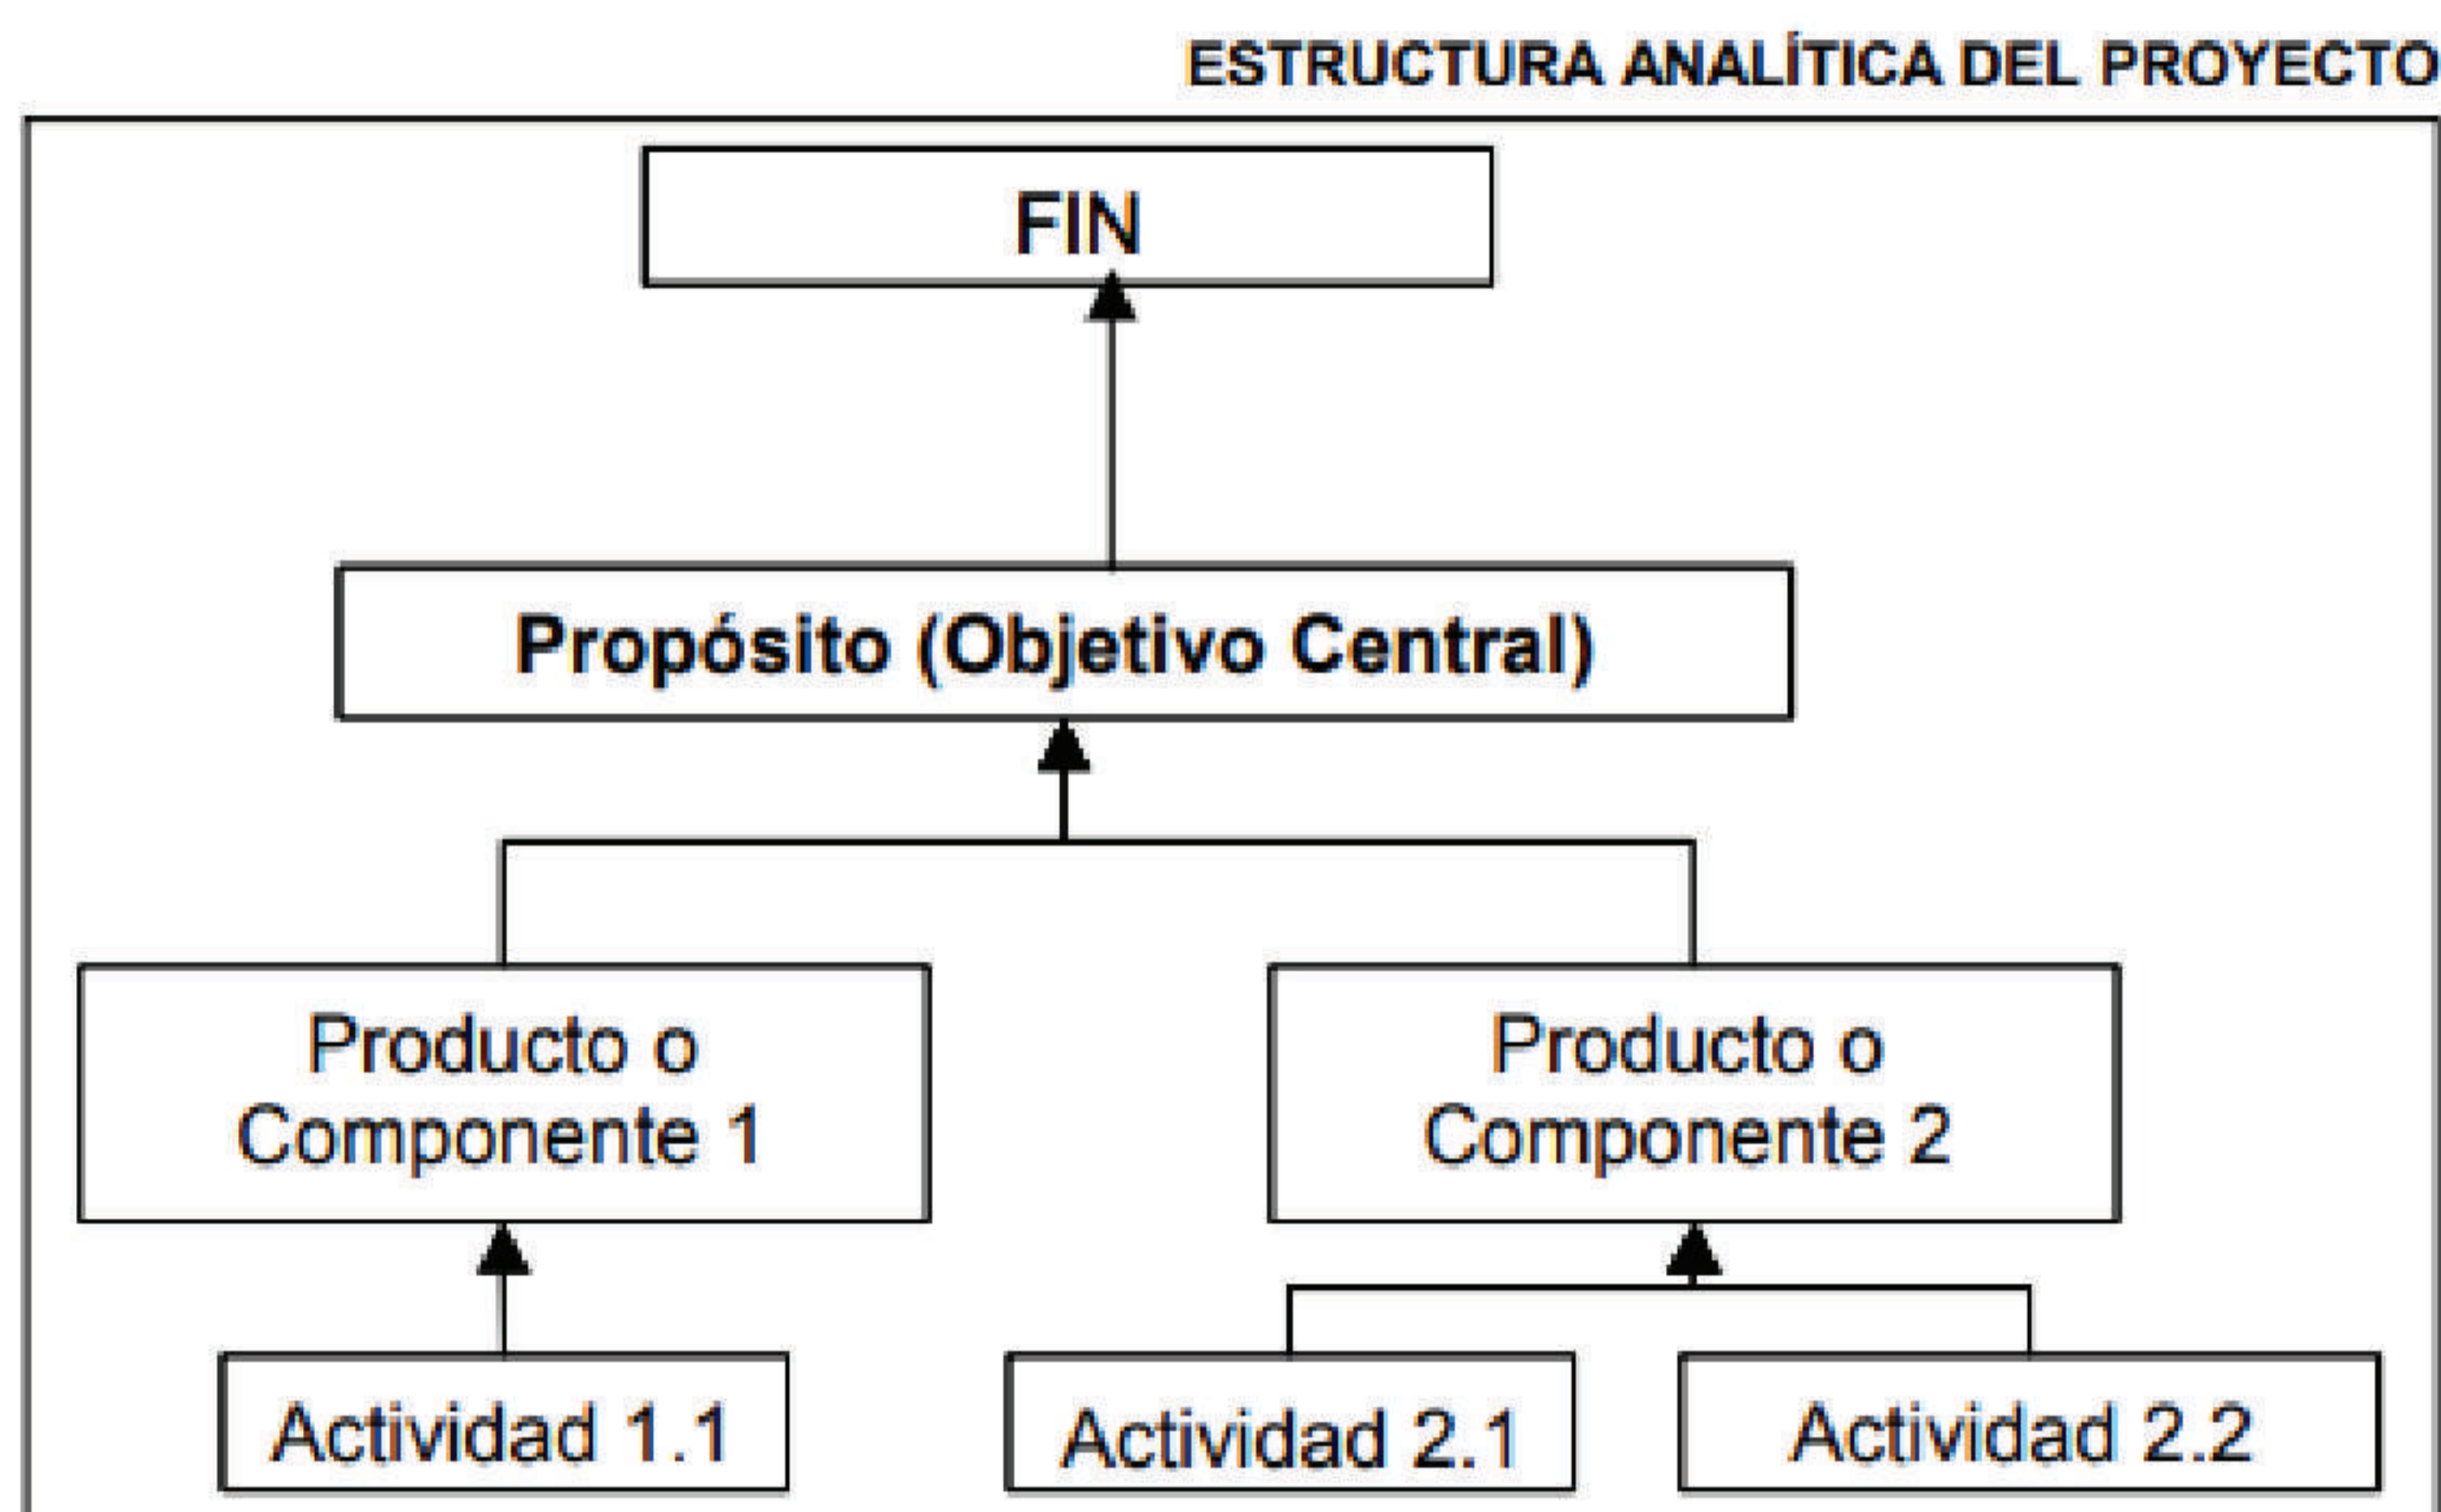 ESTRUCTURA ANALÍTICA DEL PROYECTO
FIN
Propósito (Objetivo Central)
Producto o
Componente 1
Producto o
Componente 2
Actividad 1.1
Actividad 2.1
Actividad 2.2